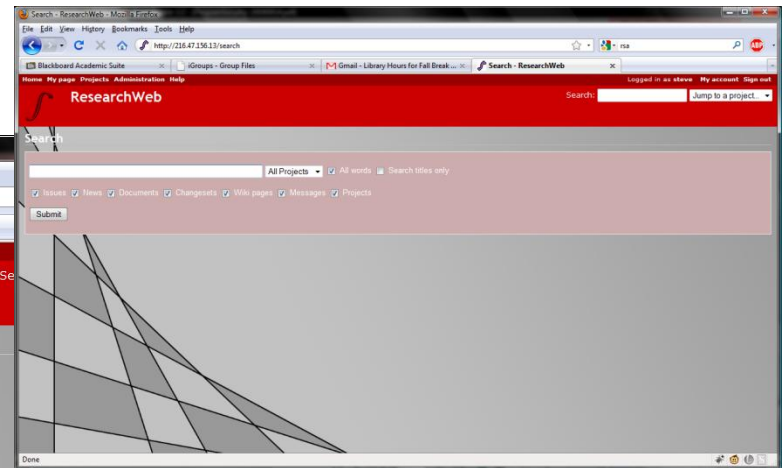 Search - ResearchWeb - Mozilla Firefox
File Edit View History Bookmarks Tools Help
http://216.47.156.13/search
rsa
ABP
Blackboard Academic Suite
iGroups - Group Files
Gmail - Library Hours for Fall Break ...
Search - ResearchWeb
Home My page Projects Administration Help
Logged in as steve My account Sign out
ResearchWeb
Search:
Jump to a project...
Search
All Projects
All words
Search titles only
Issues News Documents Changesets Wiki pages Messages Projects
Submit
Se
Done